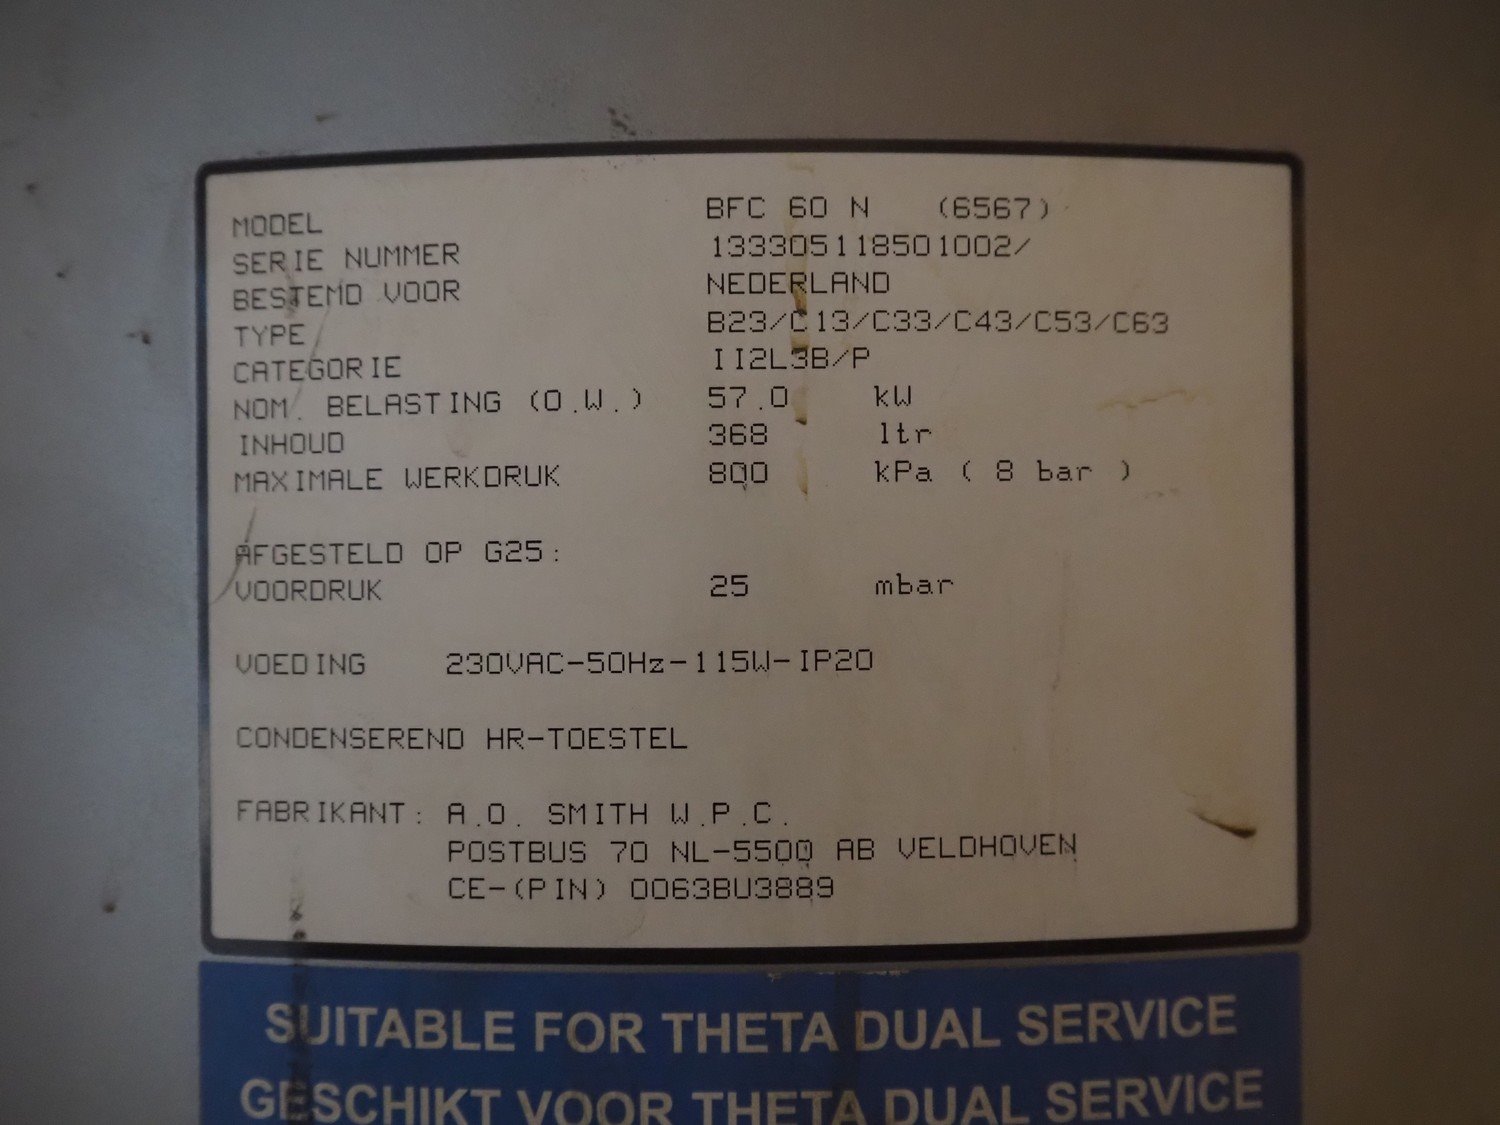 MODEL BFC 60 N (6567)
SERIE NUMMER 133305118501002/
BESTEMD VOOR NEDERLAND
TYPE B23/C13/C33/C43/C53/C63
CATEGORIE II2L3B/P
NOM. BELASTING (O.W.) 57.0 kW
INHOUD 368 ltr
MAXIMALE WERKDRUK 800 kPa ( 8 bar )
AFGESTELD OP G25:
VOORDRUK 25 mbar
VOEDING 230VAC-50Hz-115W-IP20
CONDENSEREND HR-TOESTEL
FABRIKANT: A.O. SMITH W.P.C.
POSTBUS 70 NL-5500 AB VELDHOVEN
CE-(PIN) 0063BU3889
SUITABLE FOR THETA DUAL SERVICE
GESCHIKT VOOR THETA DUAL SERVICE